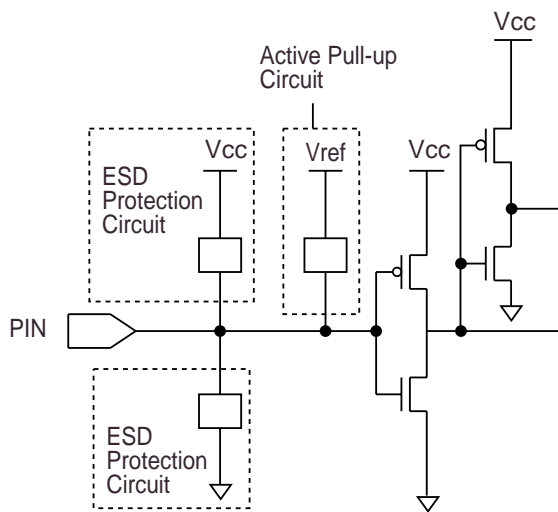 Vcc
Active Pull-up
Circuit
Vcc
Vref
Vcc
ESD
Protection
Circuit
PIN
ESD
Protection
Circuit